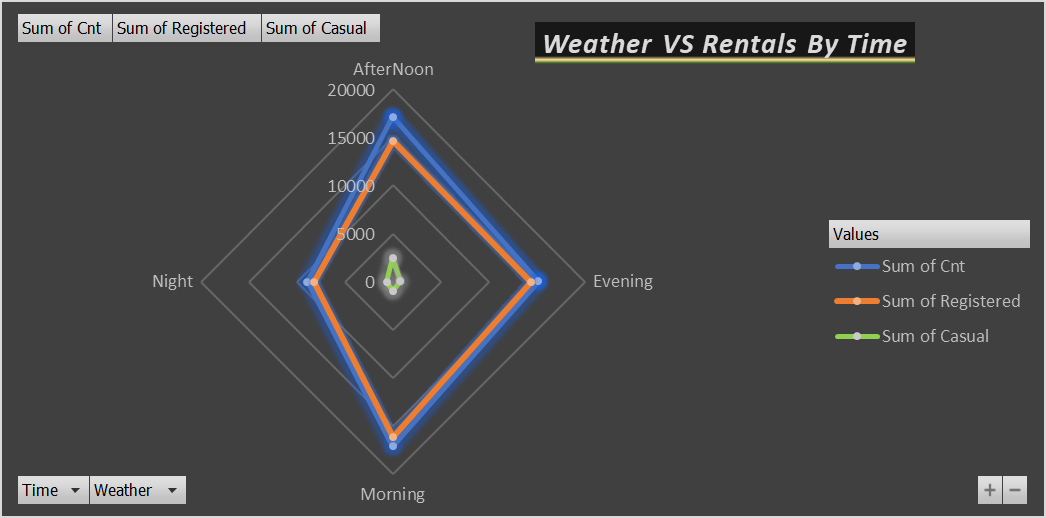 Sum of Cnt Sum of Registered Sum of Casual
Weather VS Rentals By Time
AfterNoon
20000
15000
10000
5000
0
Night
Evening
Morning
Values
Sum of Cnt
Sum of Registered
Sum of Casual
Time Weather